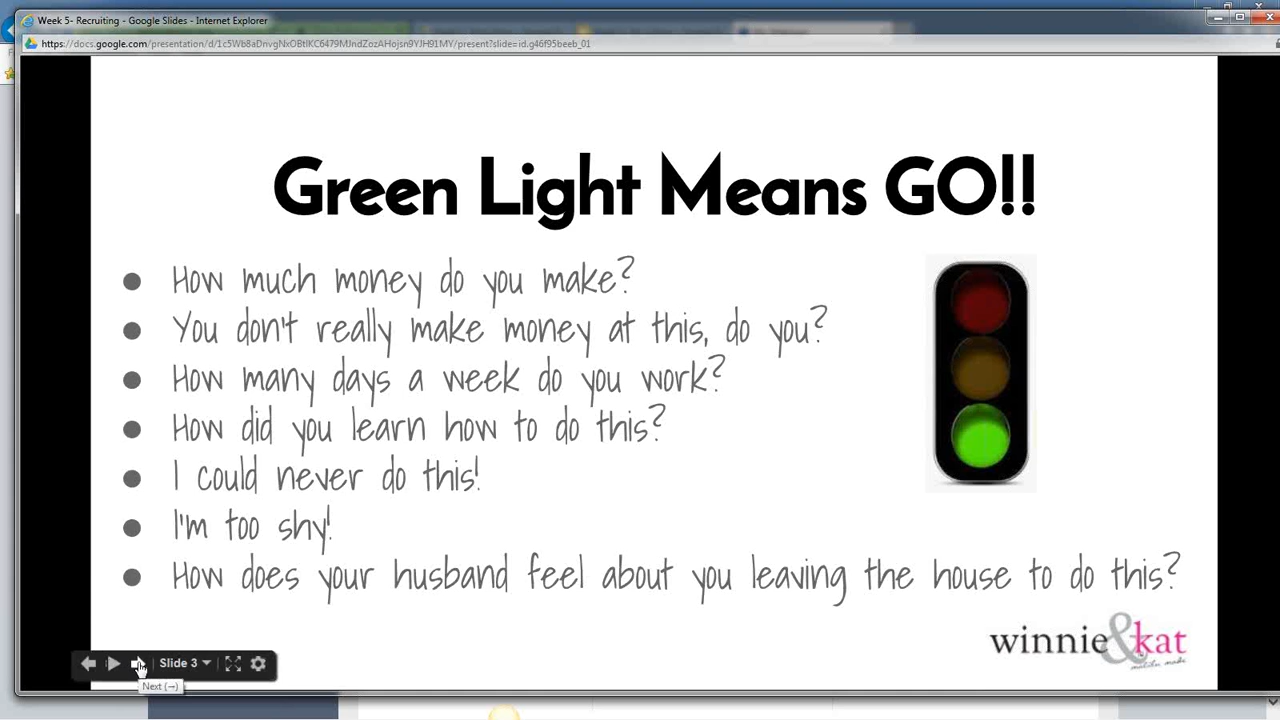 Week 5- Recruiting - Google Slides - Internet Explorer
Green Light Means GO!!
● How much money do you make?
● You don't really make money at this, do you?
● How many days a week do you work?
● How did you learn how to do this?
● I could never do this!
● I'm too shy!
● How does your husband feel about you leaving the house to do this?
winnie&kat
Slide 3
Next (→)